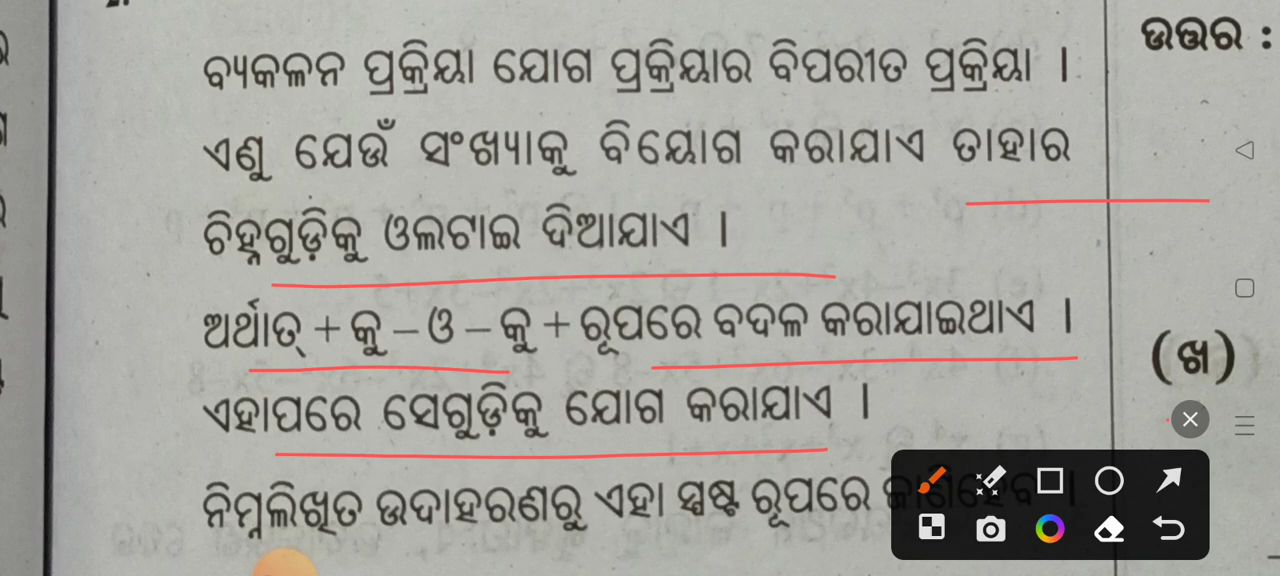 ବ୍ୟକଳନ ପ୍ରକ୍ରିୟା ଯୋଗ ପ୍ରକ୍ରିୟାର ବିପରୀତ ପ୍ରକ୍ରିୟା ।
ଏଣୁ ଯେଉଁ ସଂଖ୍ୟାକୁ ବିୟୋଗ କରାଯାଏ ତାହାର
ଚିହ୍ନଗୁଡ଼ିକୁ ଓଲଟାଇ ଦିଆଯାଏ ।
ଅର୍ଥାତ୍ + କୁ – ଓ – କୁ + ରୂପରେ ବଦଳ କରାଯାଇଥାଏ ।
ଏହାପରେ ସେଗୁଡ଼ିକୁ ଯୋଗ କରାଯାଏ ।
ନିମ୍ନଲିଖିତ ଉଦାହରଣରୁ ଏହା ସ୍ପଷ୍ଟ ରୂପରେ
ଉତ୍ତର :
(ଖ)